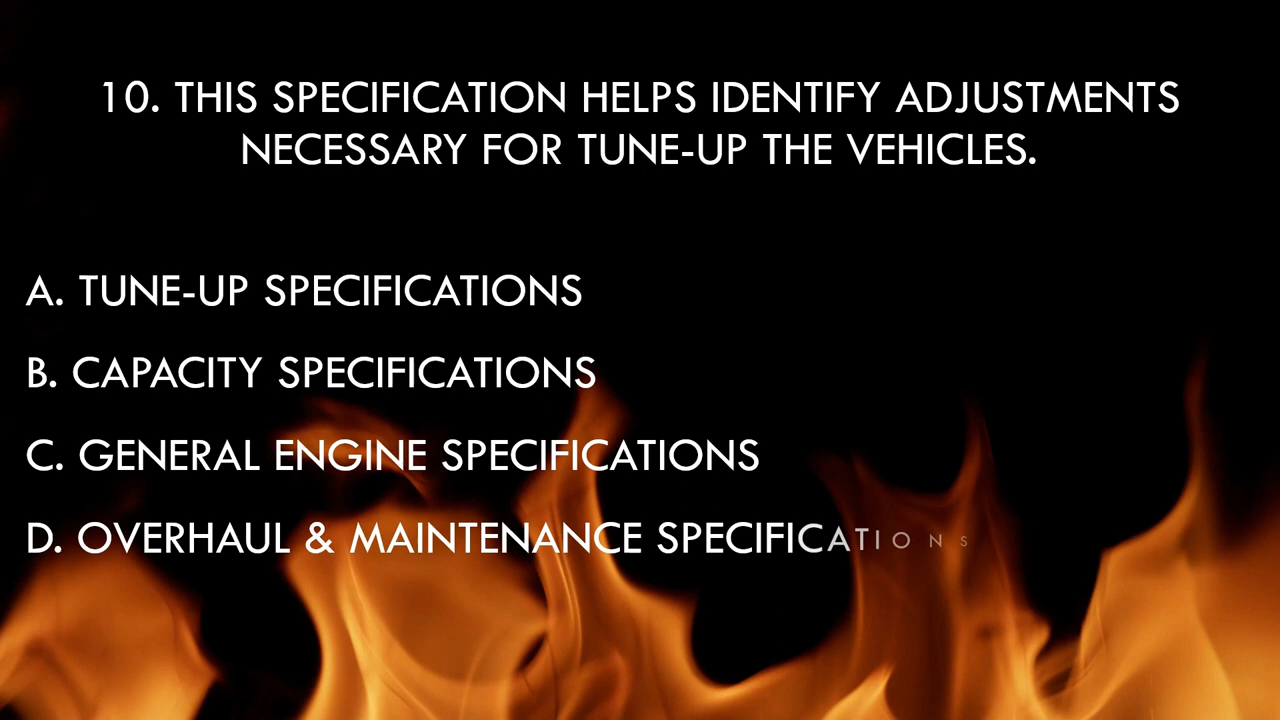 10. THIS SPECIFICATION HELPS IDENTIFY ADJUSTMENTS
NECESSARY FOR TUNE-UP THE VEHICLES.
A. TUNE-UP SPECIFICATIONS
B. CAPACITY SPECIFICATIONS
C. GENERAL ENGINE SPECIFICATIONS
D. OVERHAUL & MAINTENANCE SPECIFICATIONS